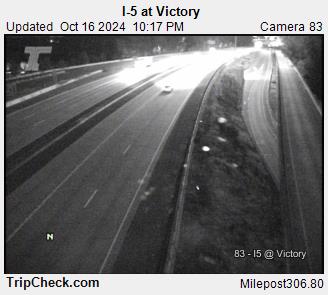 I-5 at Victory
Updated Oct 16 2024 10:17 PM Camera 83
T
N
83 - I5 @ Victory
TripCheck.com Milepost306.80